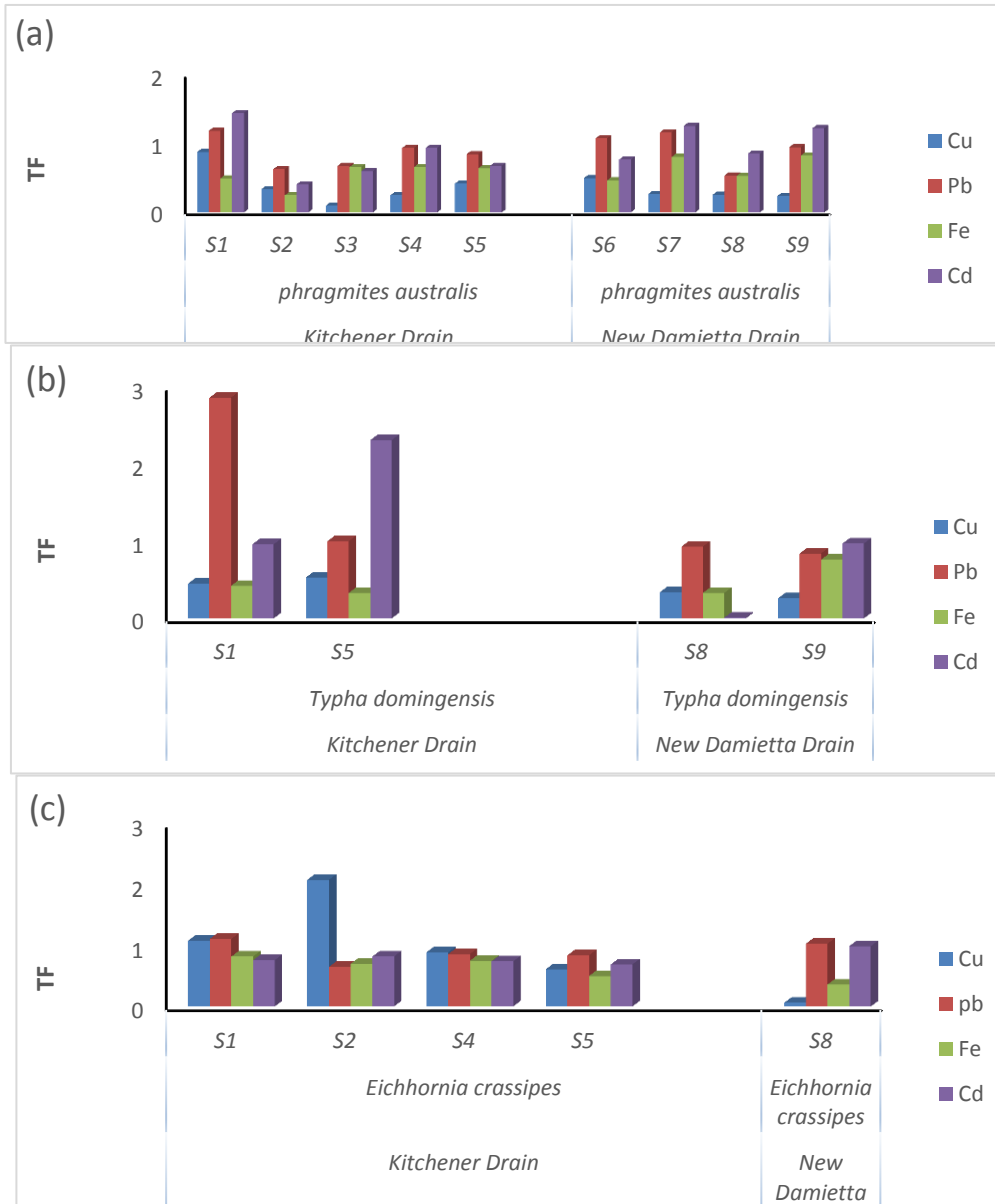 (a)
2
1
0
TF
S1 S2 S3 S4 S5 S6 S7 S8 S9
phragmites australis phragmites australis
Kitchener Drain New Damietta Drain
Cu
Pb
Fe
Cd
(b)
3
2
1
0
TF
S1 S5 S8 S9
Typha domingensis Typha domingensis
Kitchener Drain New Damietta Drain
Cu
Pb
Fe
Cd
(c)
3
2
1
0
TF
S1 S2 S4 S5 S8
Eichhornia crassipes Eichhornia
crassipes
Kitchener Drain New
Damietta
Cu
pb
Fe
Cd